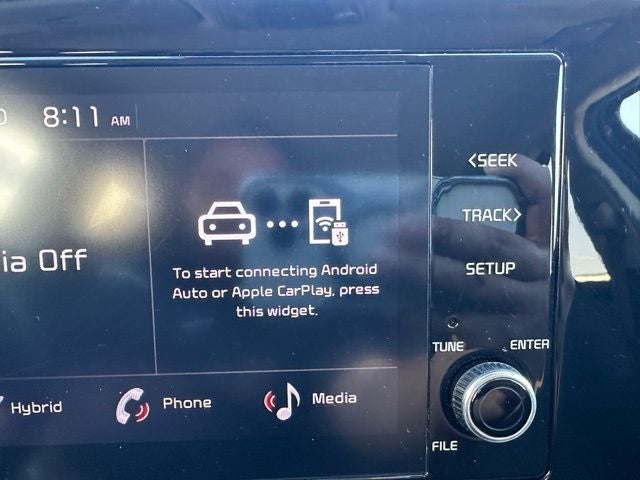 8:11 AM
<SEEK
TRACK>
ia Off
To start connecting Android
Auto or Apple CarPlay, press
this widget.
SETUP
TUNE
ENTER
Hybrid
Phone
Media
FILE